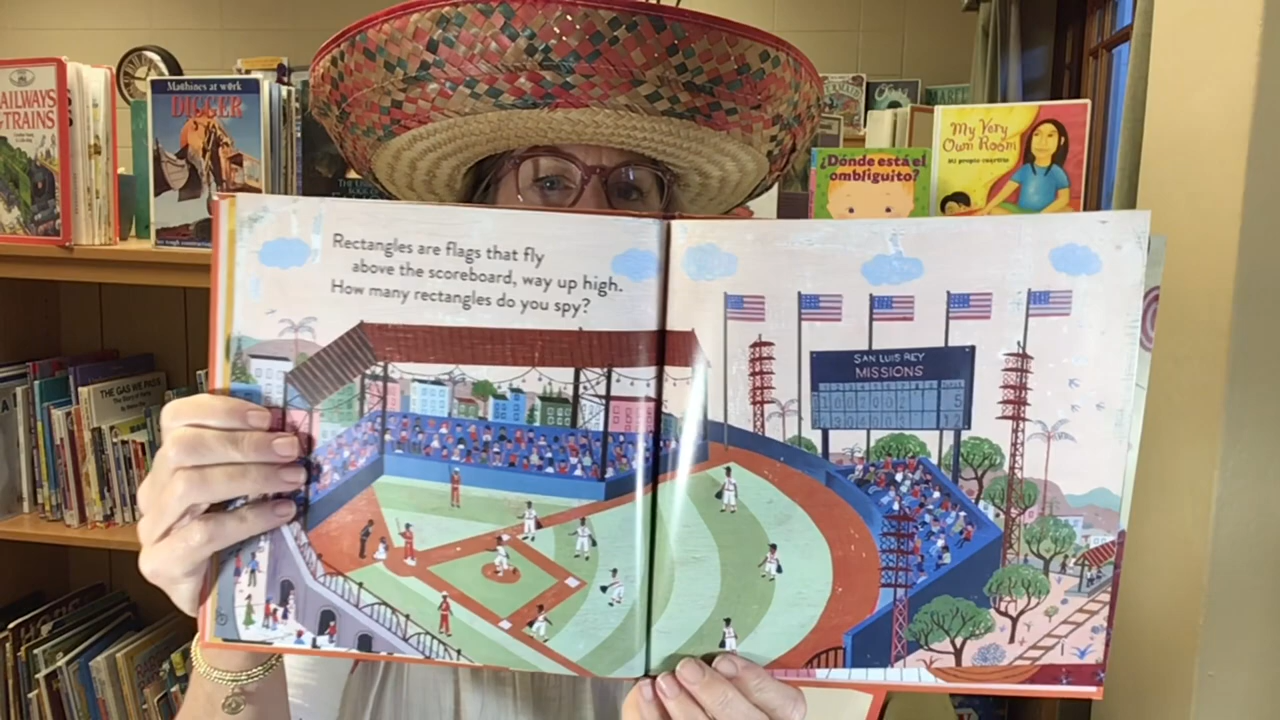 RAILWAYS
& TRAINS
Machines at work
DIGGER
THE GAS WE PASS
¿Dónde está el
ombliguito?
My Very
Own Room
Mi propio cuartito
Rectangles are flags that fly
above the scoreboard, way up high.
How many rectangles do you spy?
SAN LUIS REY
MISSIONS